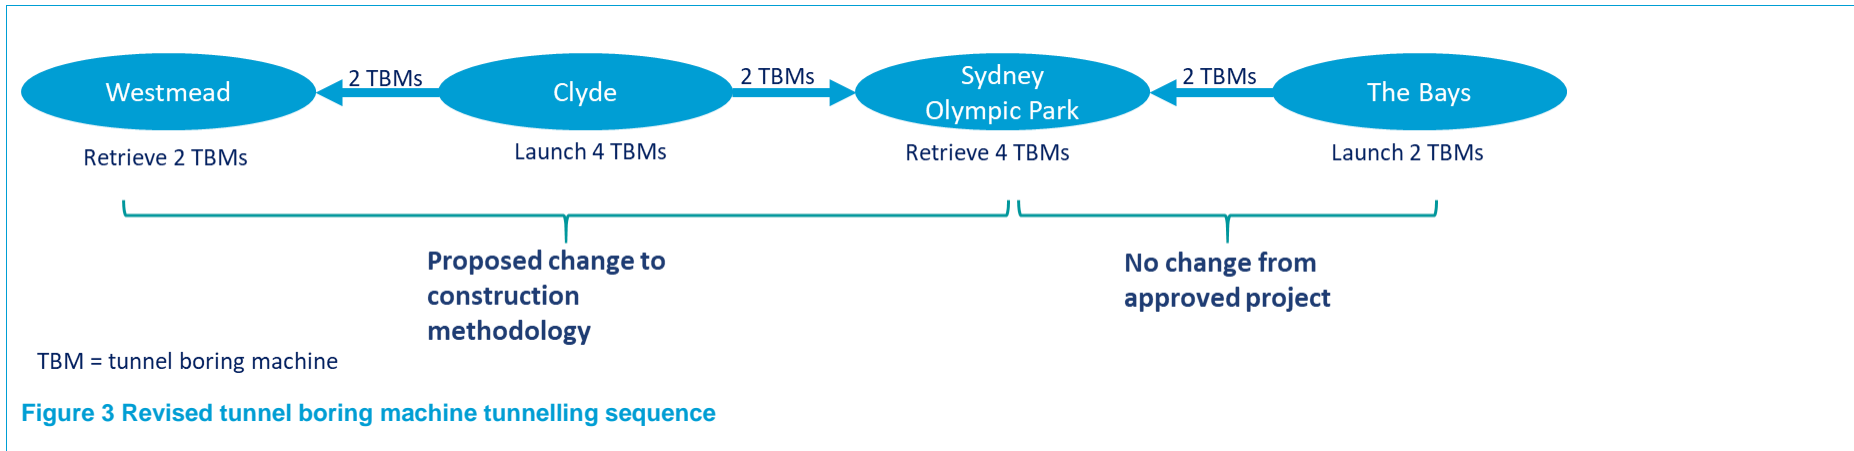 2 TBMs
2 TBMs
2 TBMs
Westmead
Clyde
Sydney
Olympic Park
The Bays
Retrieve 2 TBMs
Launch 4 TBMs
Retrieve 4 TBMs
Launch 2 TBMs
Proposed change to
construction
methodology
No change from
approved project
TBM = tunnel boring machine
Figure 3 Revised tunnel boring machine tunnelling sequence